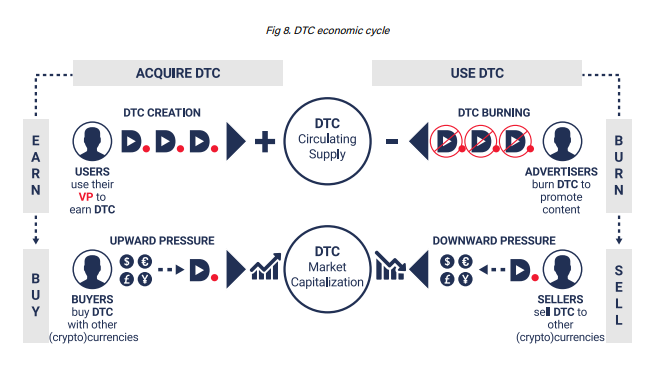 Fig 8. DTC economic cycle
ACQUIRE DTC
USE DTC
EARN
BUY
DTC CREATION
D. D. D.
USERS
use their
VP to
earn DTC
+
DTC
Circulating
Supply
-
DTC BURNING
D. D. D.
ADVERTISERS
burn DTC to
promote
content
BURN
SELL
UPWARD PRESSURE
$ €
£ ¥
D.
BUYERS
buy DTC
with other
(crypto)currencies
DTC
Market
Capitalization
DOWNWARD PRESSURE
$ €
£ ¥
D.
SELLERS
sell DTC to
other
(crypto)currencies